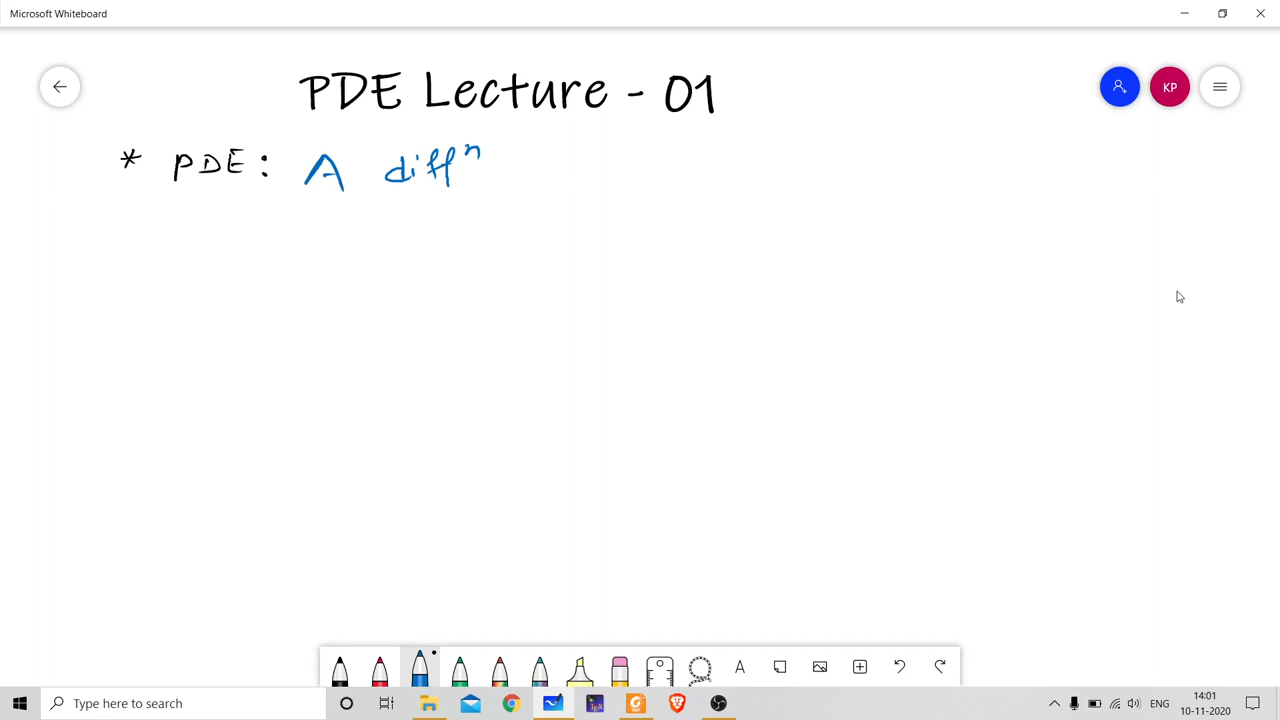 Microsoft Whiteboard
PDE Lecture - 01
KP
* PDE: A diffⁿ
A
Type here to search
ENG
14:01
10-11-2020